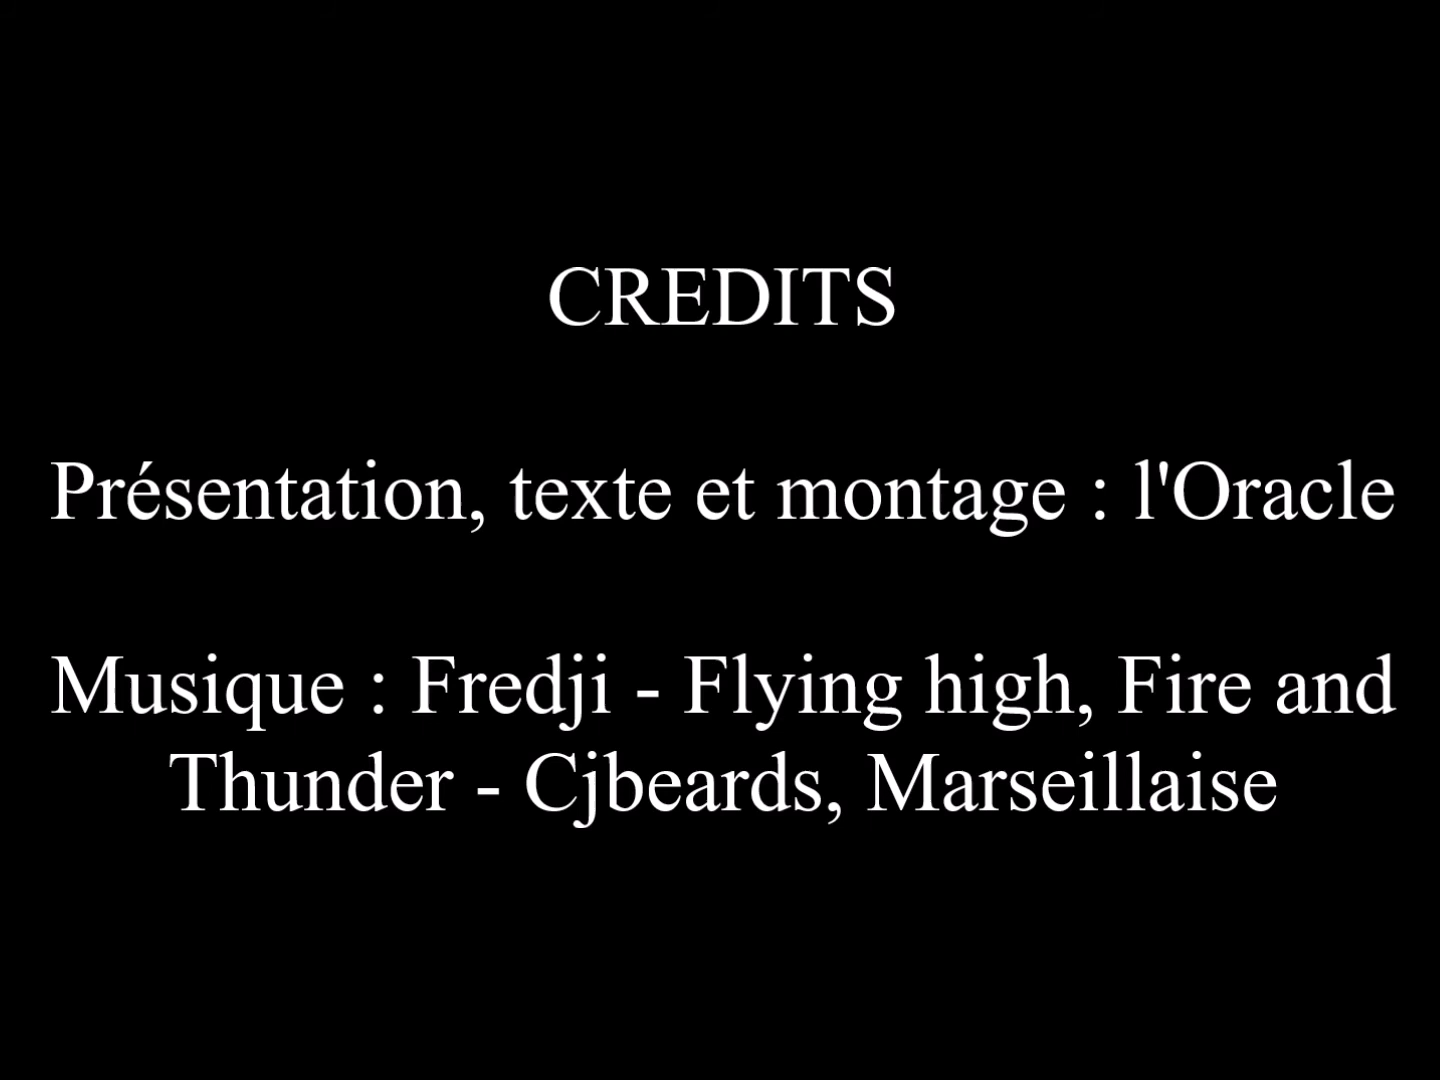 CREDITS
Présentation, texte et montage : l'Oracle
Musique : Fredji - Flying high, Fire and
Thunder - Cjbeards, Marseillaise